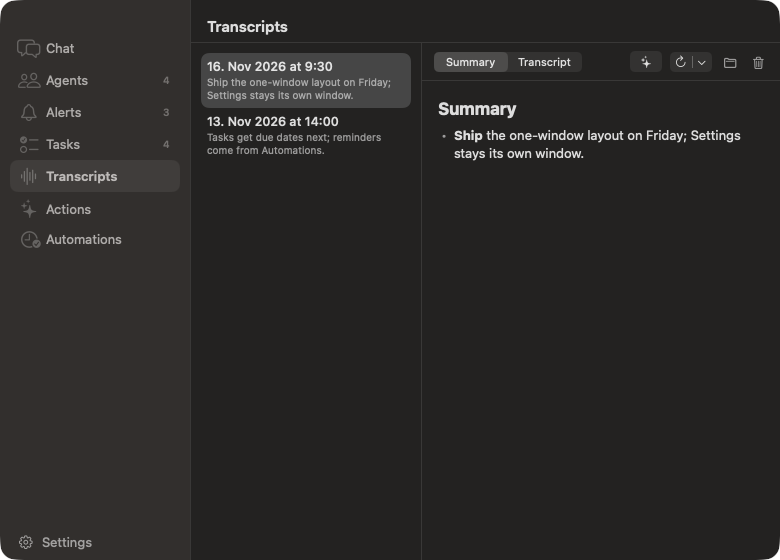 Chat
Agents 4
Alerts 3
Tasks 4
Transcripts
Actions
Automations
Settings
Transcripts
16. Nov 2026 at 9:30
Ship the one-window layout on Friday;
Settings stays its own window.
13. Nov 2026 at 14:00
Tasks get due dates next; reminders
come from Automations.
Summary Transcript
Summary
• Ship the one-window layout on Friday; Settings
stays its own window.